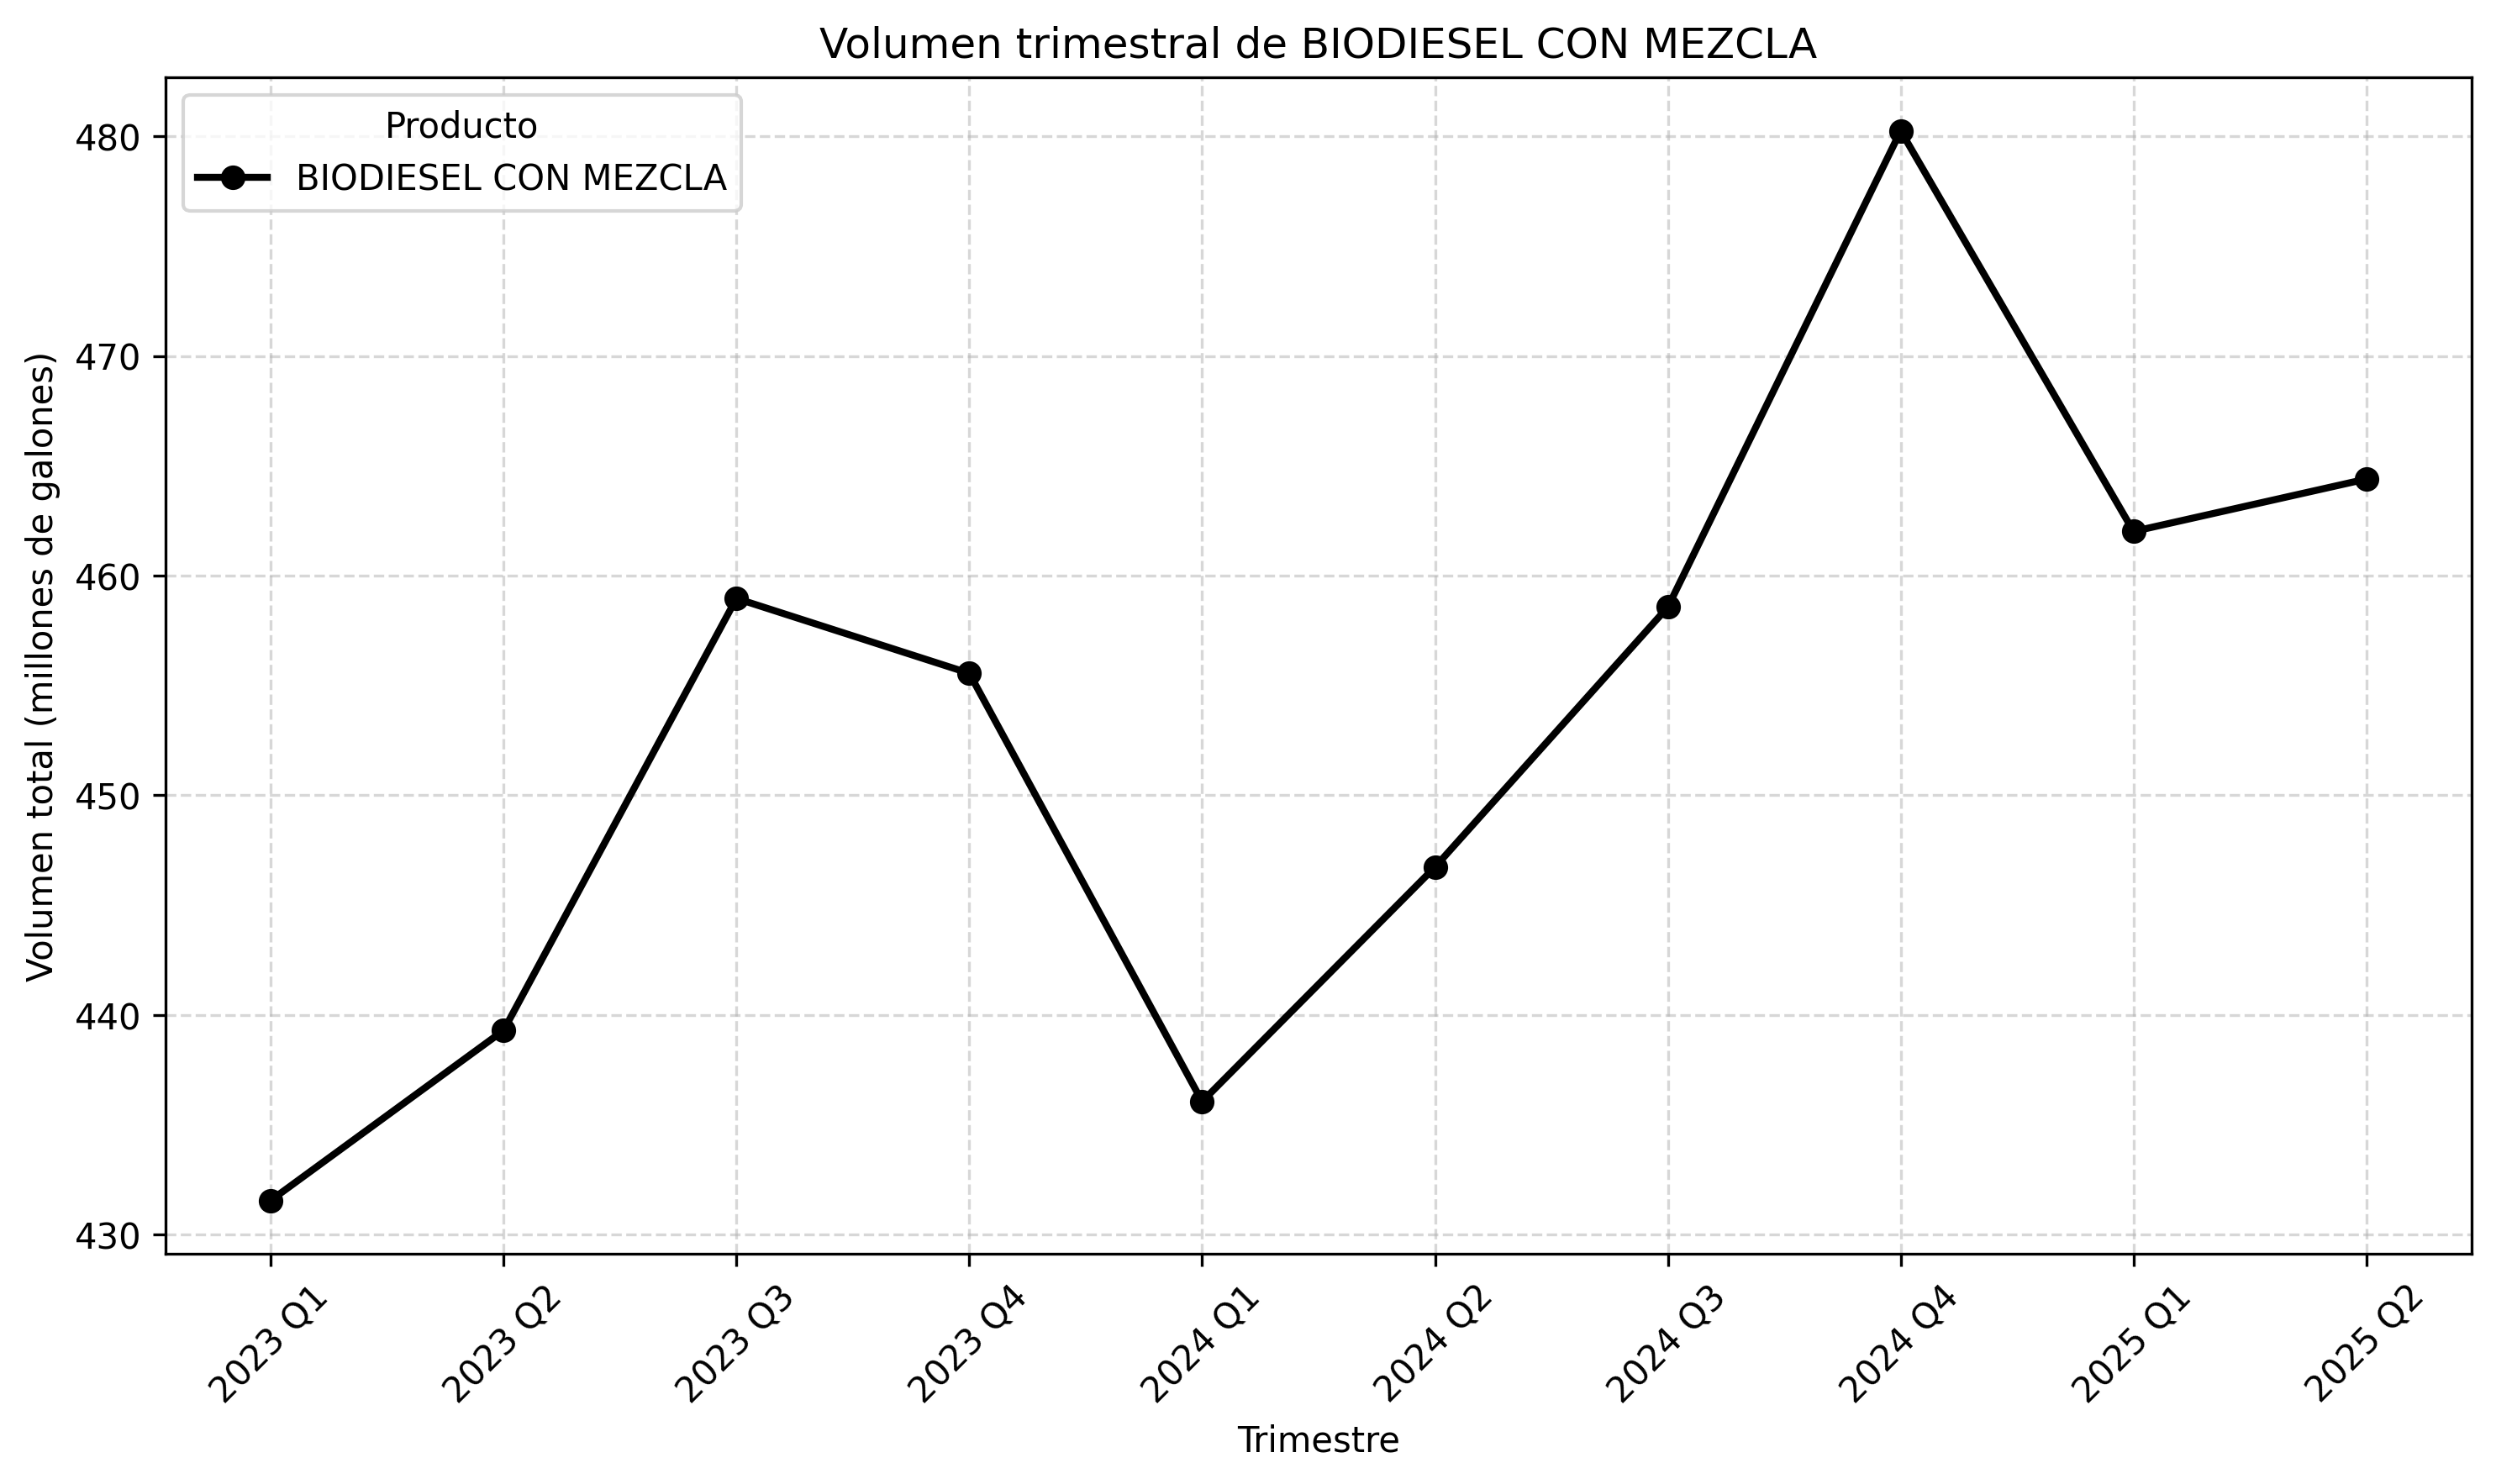 Volumen trimestral de BIODIESEL CON MEZCLA
Producto
BIODIESEL CON MEZCLA
Volumen total (millones de galones)
480
470
460
450
440
430
2023 Q1
2023 Q2
2023 Q3
2023 Q4
2024 Q1
2024 Q2
2024 Q3
2024 Q4
2025 Q1
2025 Q2
Trimestre